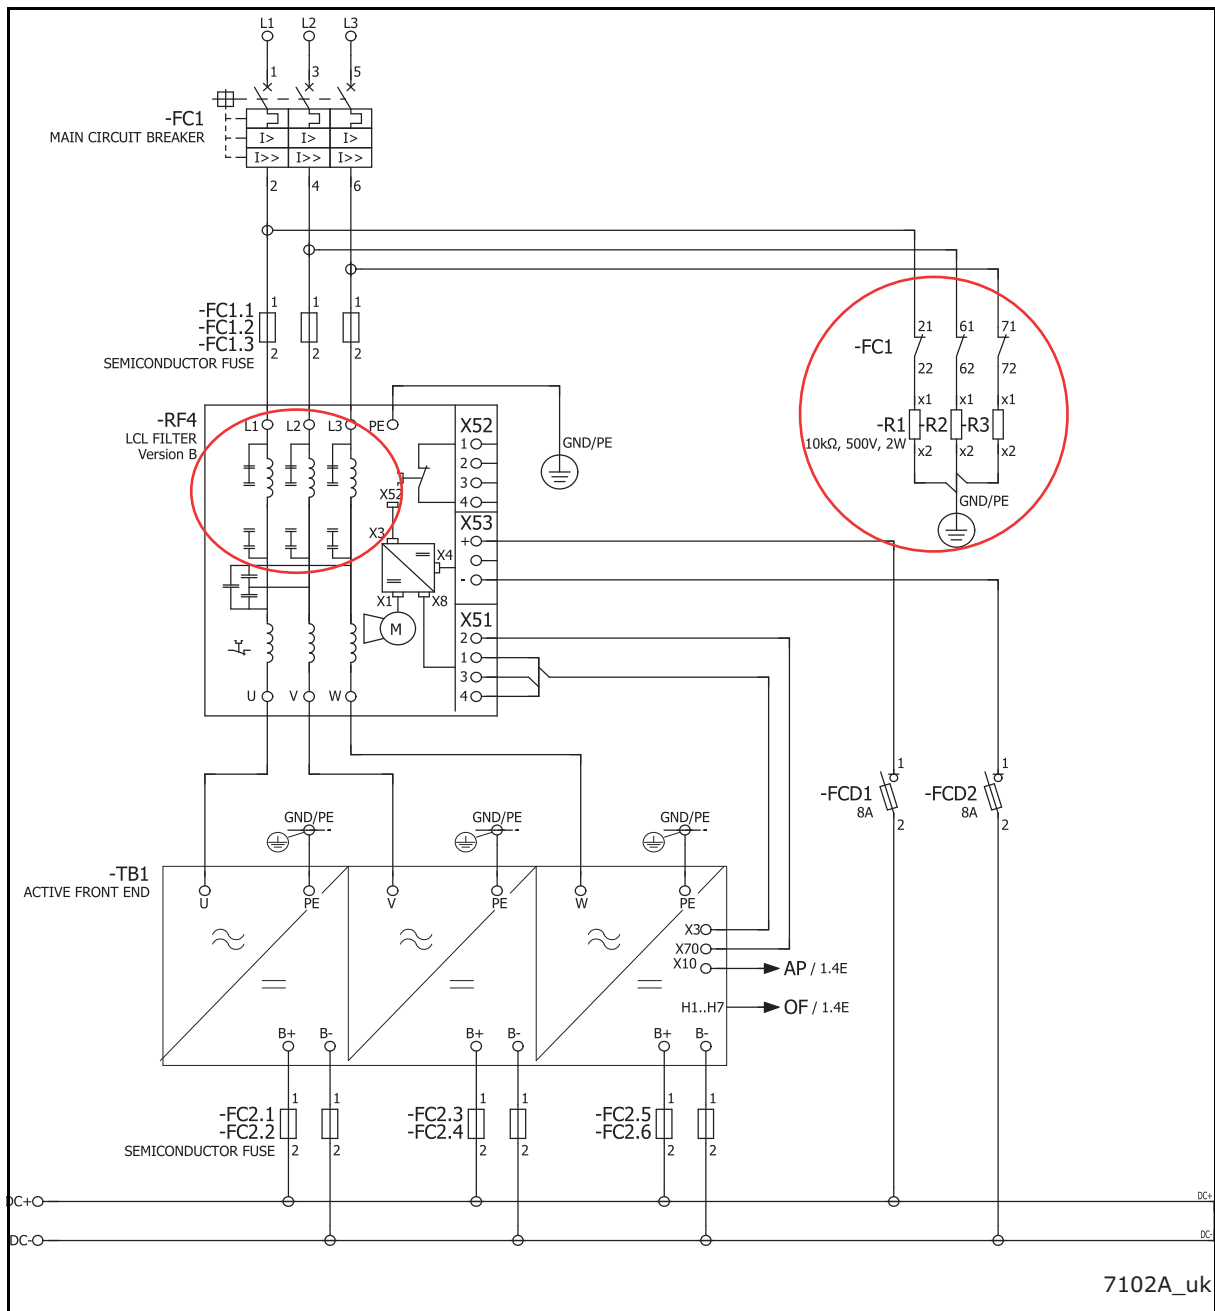 L1 L2 L3
1 3 5
-FC1
MAIN CIRCUIT BREAKER
I> I> I>
I>> I>> I>>
2 4 6
-FC1.1
-FC1.2
-FC1.3
SEMICONDUCTOR FUSE
1 1 1
2 2 2
-FC1
21 61 71
22 62 72
x1 x1 x1
-R1 -R2 -R3
10kΩ, 500V, 2W
x2 x2 x2
GND/PE
-RF4
LCL FILTER
Version B
L1 L2 L3 PE
GND/PE
X52
1
2
3
4
X52
X53
+
-
X3
X4
X1 X8
M
X51
2
1
3
4
U V W
-FCD1
8A
1
2
-FCD2
8A
1
2
GND/PE GND/PE GND/PE
-TB1
ACTIVE FRONT END
U PE V PE W PE
X3
X70
X10
AP / 1.4E
H1..H7
OF / 1.4E
B+ B- B+ B- B+ B-
-FC2.1
-FC2.2
SEMICONDUCTOR FUSE
1 1
2 2
-FC2.3
-FC2.4
1 1
2 2
-FC2.5
-FC2.6
1 1
2 2
DC+ DC+
DC- DC-
7102A_uk